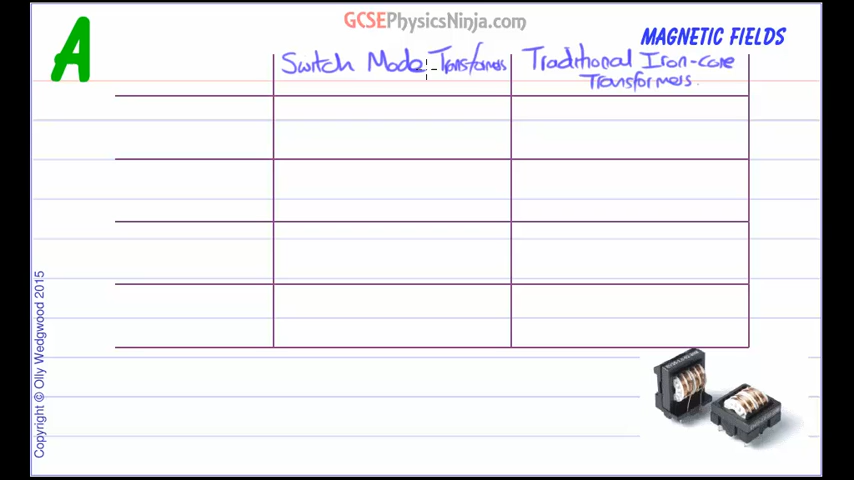 GCSEPhysicsNinja.com
A
MAGNETIC FIELDS
Switch Mode Transformers
Traditional Iron-core
Transformers
Copyright © Olly Wedgwood 2015